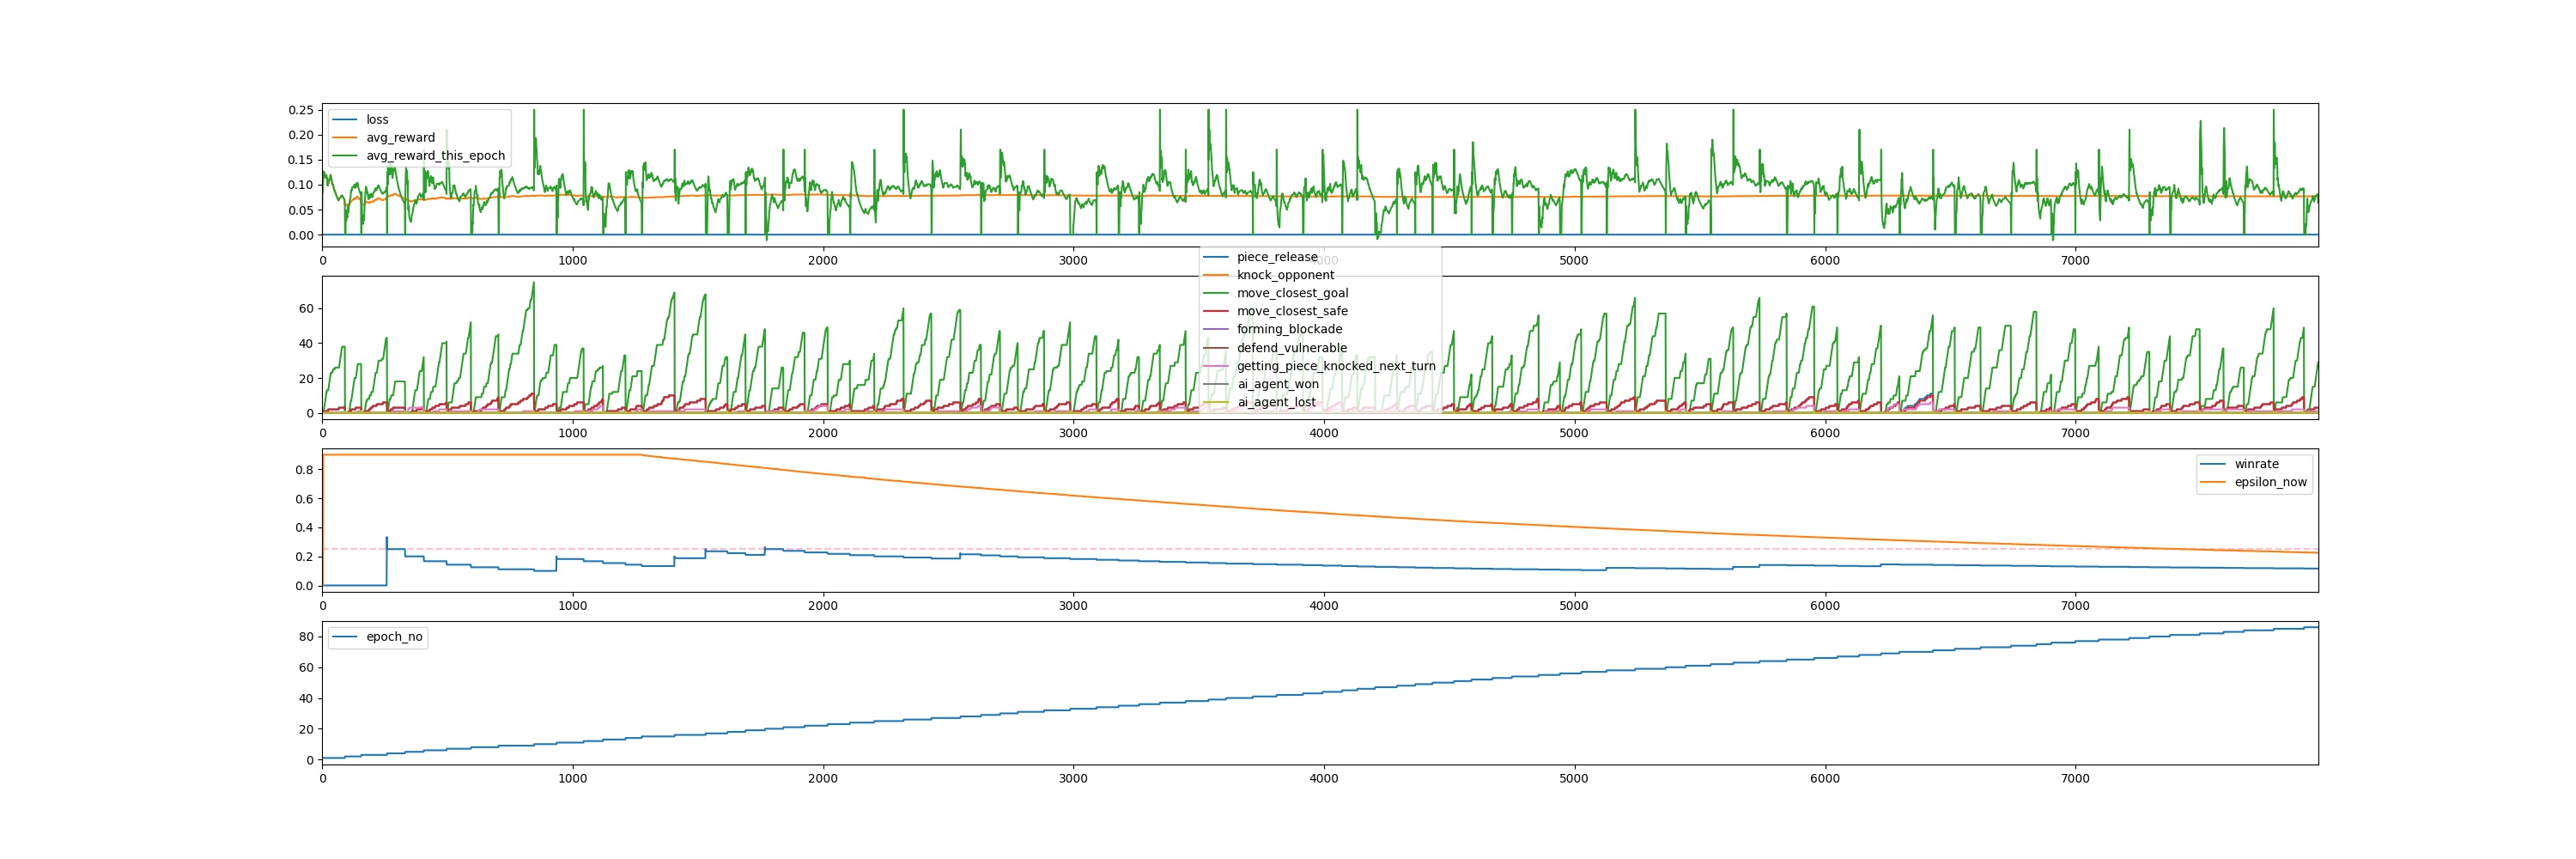 0.25
0.20
0.15
0.10
0.05
0.00
loss
avg_reward
avg_reward_this_epoch
0 1000 2000 3000 4000 5000 6000 7000
60
40
20
0
piece_release
knock_opponent
move_closest_goal
move_closest_safe
forming_blockade
defend_vulnerable
getting_piece_knocked_next_turn
ai_agent_won
ai_agent_lost
0 1000 2000 3000 4000 5000 6000 7000
0.8
0.6
0.4
0.2
0.0
winrate
epsilon_now
0 1000 2000 3000 4000 5000 6000 7000
80
60
40
20
0
epoch_no
0 1000 2000 3000 4000 5000 6000 7000